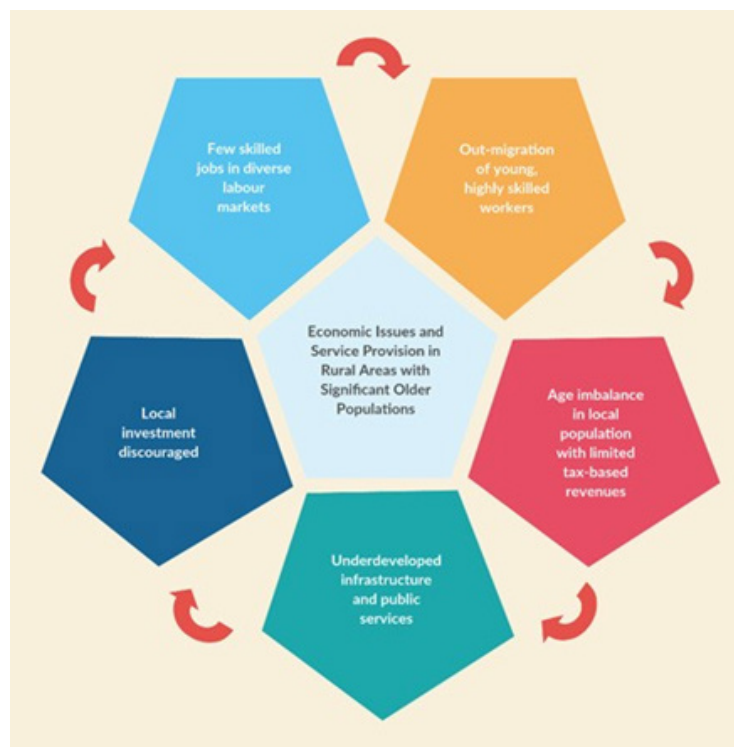 Few skilled
jobs in diverse
labour
markets
Out-migration
of young,
highly skilled
workers
Economic Issues and
Service Provision in
Rural Areas with
Significant Older
Populations
Age imbalance
in local
population
with limited
tax-based
revenues
Underdeveloped
infrastructure
and public
services
Local
investment
discouraged